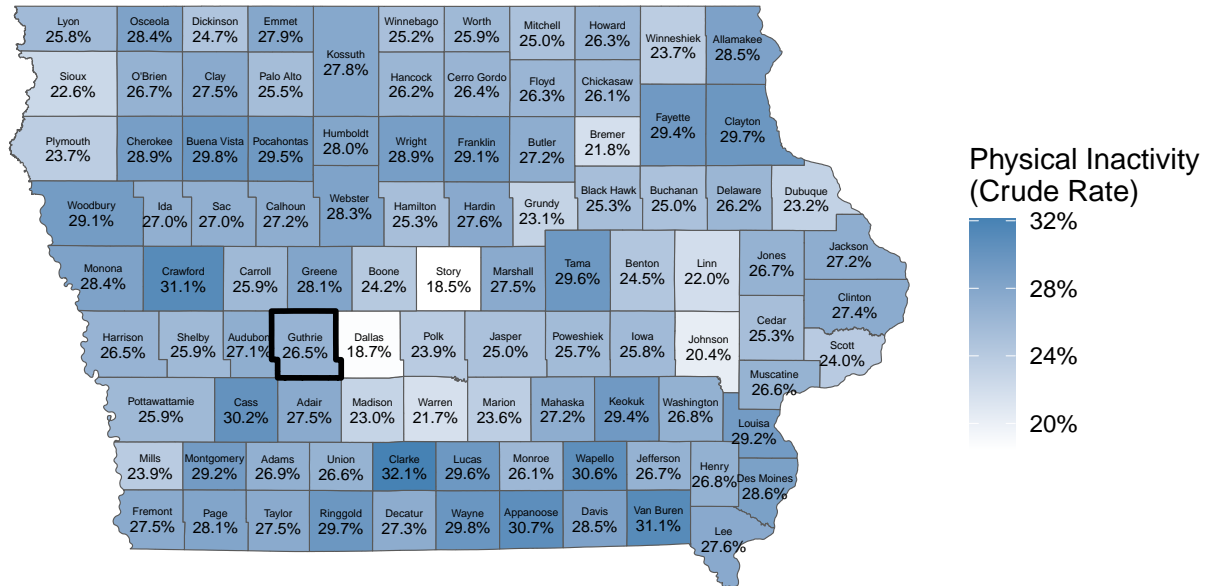 Lyon
25.8%
Osceola
28.4%
Dickinson
24.7%
Emmet
27.9%
Kossuth
27.8%
Winnebago
25.2%
Worth
25.9%
Mitchell
25.0%
Howard
26.3%
Winneshiek
23.7%
Allamakee
28.5%
Sioux
22.6%
O'Brien
26.7%
Clay
27.5%
Palo Alto
25.5%
Hancock
26.2%
Cerro Gordo
26.4%
Floyd
26.3%
Chickasaw
26.1%
Fayette
29.4%
Clayton
29.7%
Plymouth
23.7%
Cherokee
28.9%
Buena Vista
29.8%
Pocahontas
29.5%
Humboldt
28.0%
Wright
28.9%
Franklin
29.1%
Butler
27.2%
Bremer
21.8%
Woodbury
29.1%
Ida
27.0%
Sac
27.0%
Calhoun
27.2%
Webster
28.3%
Hamilton
25.3%
Hardin
27.6%
Grundy
23.1%
Black Hawk
25.3%
Buchanan
25.0%
Delaware
26.2%
Dubuque
23.2%
Monona
28.4%
Crawford
31.1%
Carroll
25.9%
Greene
28.1%
Boone
24.2%
Story
18.5%
Marshall
27.5%
Tama
29.6%
Benton
24.5%
Linn
22.0%
Jones
26.7%
Jackson
27.2%
Clinton
27.4%
Harrison
26.5%
Shelby
25.9%
Audubon
27.1%
Guthrie
26.5%
Dallas
18.7%
Polk
23.9%
Jasper
25.0%
Poweshiek
25.7%
Iowa
25.8%
Johnson
20.4%
Cedar
25.3%
Scott
24.0%
Muscatine
26.6%
Pottawattamie
25.9%
Cass
30.2%
Adair
27.5%
Madison
23.0%
Warren
21.7%
Marion
23.6%
Mahaska
27.2%
Keokuk
29.4%
Washington
26.8%
Louisa
29.2%
Mills
23.9%
Montgomery
29.2%
Adams
26.9%
Union
26.6%
Clarke
32.1%
Lucas
29.6%
Monroe
26.1%
Wapello
30.6%
Jefferson
26.7%
Henry
26.8%
Des Moines
28.6%
Fremont
27.5%
Page
28.1%
Taylor
27.5%
Ringgold
29.7%
Decatur
27.3%
Wayne
29.8%
Appanoose
30.7%
Davis
28.5%
Van Buren
31.1%
Lee
27.6%
Physical Inactivity
(Crude Rate)
32%
28%
24%
20%